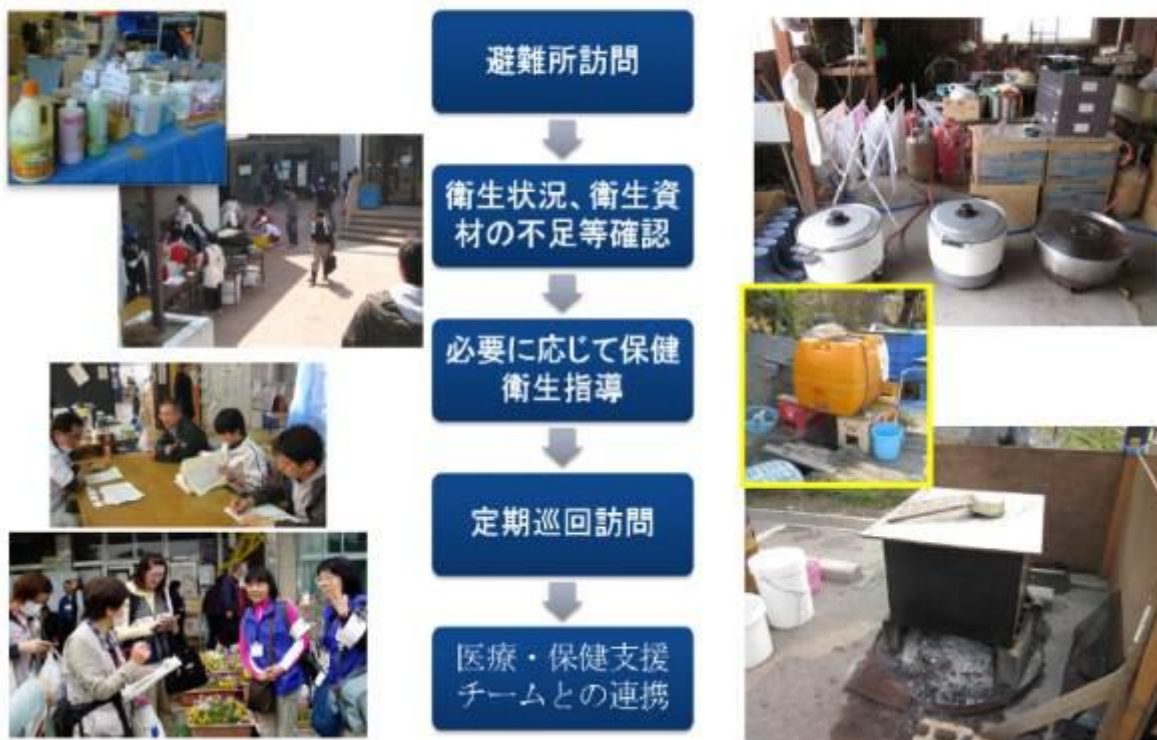 避難所訪問
衛生状況、衛生資
材の不足等確認
必要に応じて保健
衛生指導
定期巡回訪問
医療・保健支援
チームとの連携